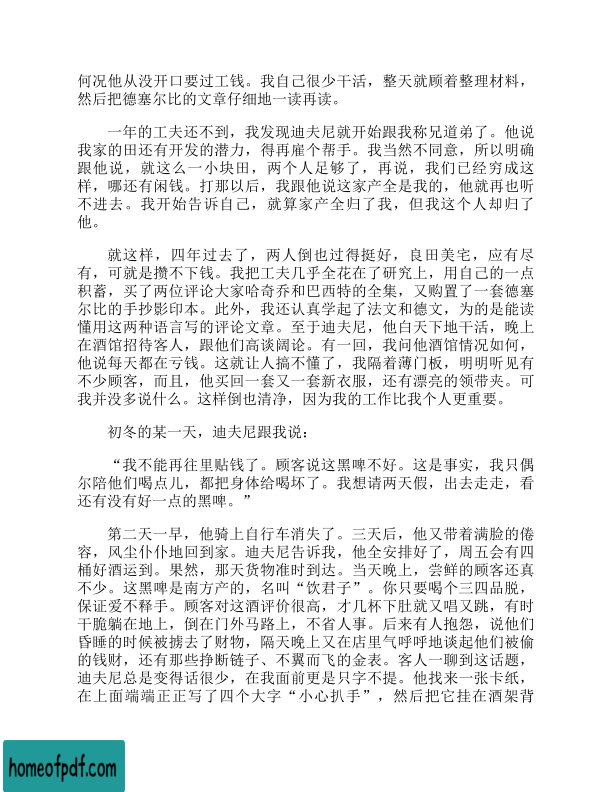 何况他从没开口要过工钱。我自己很少干活，整天就顾着整理材料，
然后把德塞尔比的文章仔细地一读再读。
一年的工夫还不到，我发现迪夫尼就开始跟我称兄道弟了。他说
我家的田还有开发的潜力，得再雇个帮手。我当然不同意，所以明确
跟他说，就这么一小块田，两个人足够了，再说，我们已经穷成这
样，哪还有闲钱。打那以后，我跟他说这家产全是我的，他就再也听
不进去。我开始告诉自己，就算家产全归了我，但我这个人却归了
他。
就这样，四年过去了，两人倒也过得挺好，良田美宅，应有尽
有，可就是攒不下钱。我把工夫几乎全花在了研究上，用自己的一点
积蓄，买了两位评论大家哈奇乔和巴西特的全集，又购置了一套德塞
尔比的手抄影印本。此外，我还认真学起了法文和德文，为的是能读
懂用这两种语言写的评论文章。至于迪夫尼，他白天下地干活，晚上
在酒馆招待客人，跟他们高谈阔论。有一回，我问他酒馆情况如何，
他说每天都在亏钱。这就让人搞不懂了，我隔着薄门板，明明听见有
不少顾客，而且，他买回一套又一套新衣服，还有漂亮的领带夹。可
我并没多说什么。这样倒也清净，因为我的工作比我个人更重要。
初冬的某一天，迪夫尼跟我说：
“我不能再往里贴钱了。顾客说这黑啤不好。这是事实，我只偶
尔陪他们喝点儿，都把身体给喝坏了。我想请两天假，出去走走，看
还有没有好一点的黑啤。”
第二天一早，他骑上自行车消失了。三天后，他又带着满脸的倦
容，风尘仆仆地回到家。迪夫尼告诉我，他全安排好了，周五会有四
桶好酒运到。果然，那天货物准时到达。当天晚上，尝鲜的顾客还真
不少。这黑啤是南方产的，名叫“饮君子”。你只要喝个三四品脱，
保证爱不释手。顾客对这酒评价很高，才几杯下肚就又唱又跳，有时
干脆躺在地上，倒在门外马路上，不省人事。后来有人抱怨，说他们
昏睡的时候被掳去了财物，隔天晚上又在店里气呼呼地谈起他们被偷
的钱财，还有那些挣断链子、不翼而飞的金表。客人一聊到这话题，
迪夫尼总是变得话很少，在我面前更是只字不提。他找来一张卡纸，
在上面端端正正写了四个大字“小心扒手”，然后把它挂在酒架背
homeofpdf.com